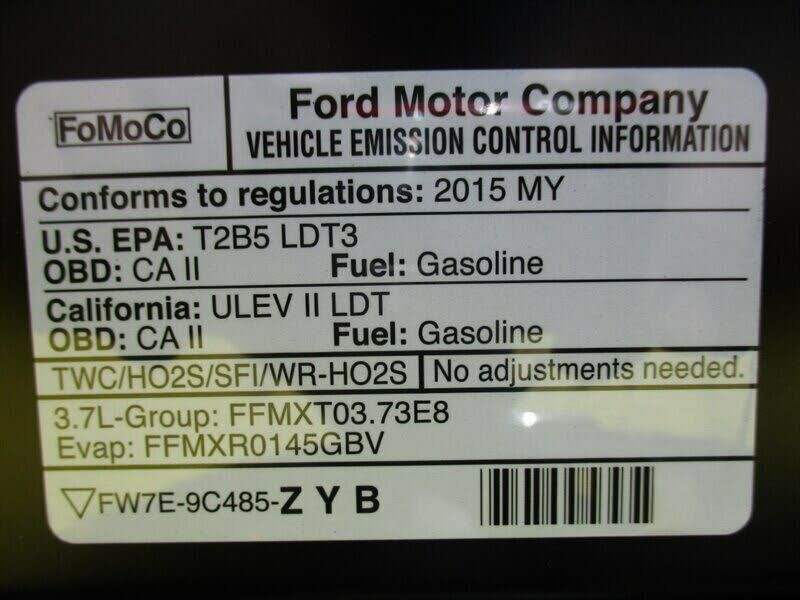 FoMoCo
Ford Motor Company
VEHICLE EMISSION CONTROL INFORMATION
Conforms to regulations: 2015 MY
U.S. EPA: T2B5 LDT3
OBD: CA II Fuel: Gasoline
California: ULEV II LDT
OBD: CA II Fuel: Gasoline
TWC/HO2S/SFI/WR-HO2S No adjustments needed.
3.7L-Group: FFMXT03.73E8
Evap: FFMXR0145GBV
FW7E-9C485-Z Y B